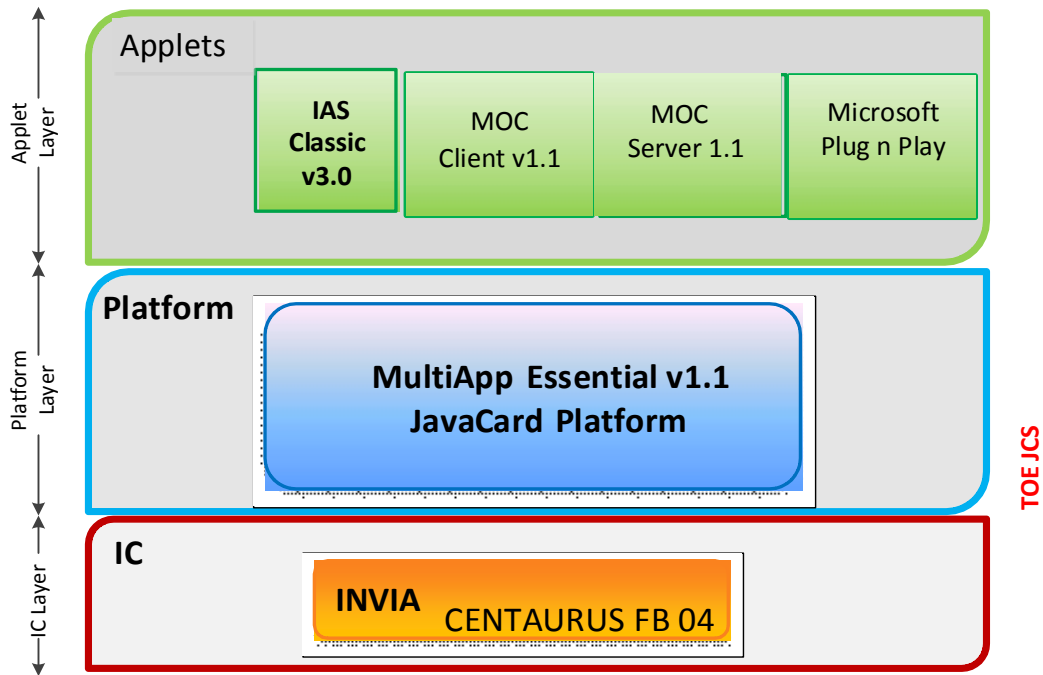 Applets
Applet
Layer
IAS
Classic
v3.0
MOC
Client v1.1
MOC
Server 1.1
Microsoft
Plug n Play
Platform
Platform
Layer
MultiApp Essential v1.1
JavaCard Platform
TOE JCS
IC
IC Layer
INVIA
CENTAURUS FB 04